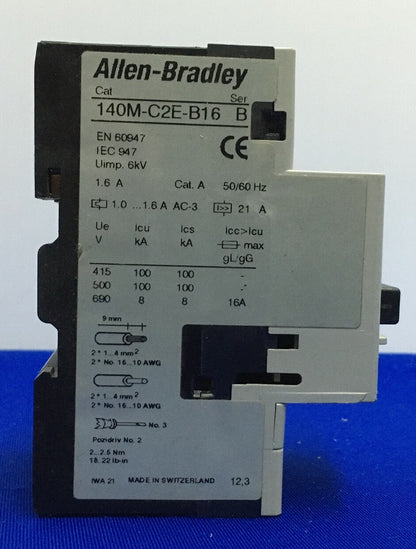 Allen-Bradley
Cat Ser
140M-C2E-B16 B
EN 60947
IEC 947
Uimp. 6kV
CE
1.6 A Cat. A 50/60 Hz
1.0 ...1.6 A AC-3 I>> 21 A
Ue Icu Ics Icc>Icu
V kA kA max
gL/gG
415 100 100 -
500 100 100 -
690 8 8 16A
9 mm
2 * 1...4 mm²
2 * No. 16...10 AWG
2 * 1...4 mm²
2 * No. 16...10 AWG
No. 3
Pozidriv No. 2
2...2.5 Nm
18..22 lb-in
IWA 21 MADE IN SWITZERLAND 12,3